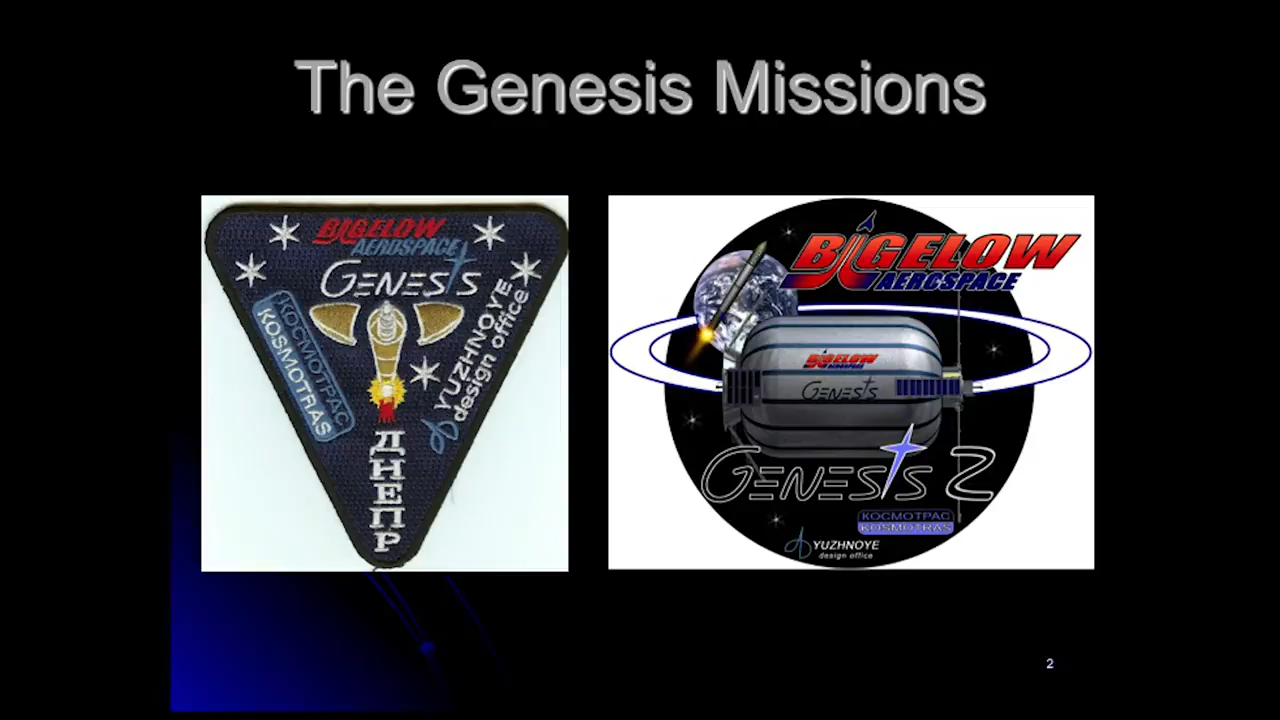 The Genesis Missions
BIGELOW
AEROSPACE
GENESIS
КОСМОТРАС
KOSMOTRAS
YUZHNOYE
design office
ДНЕПР
BIGELOW
AEROSPACE
BIGELOW
AEROSPACE
GENESIS
GENESIS 2
КОСМОТРАС
KOSMOTRAS
YUZHNOYE
design office
2